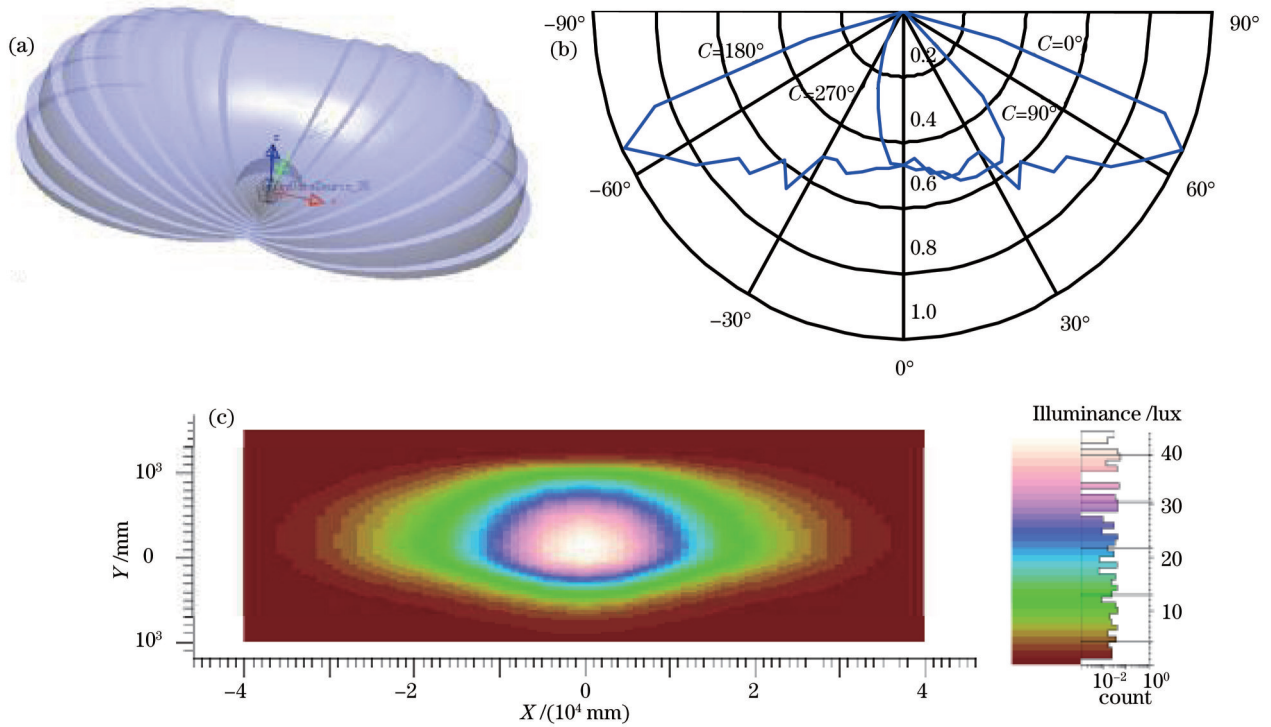 (a)
z
x
(b)
−90°
90°
C=180°
C=0°
C=270°
C=90°
0.2
0.4
0.6
0.8
1.0
−60°
60°
−30°
30°
0°
(c)
Y/mm
10³
0
10³
−4
−2
0
2
4
X/(10⁴ mm)
Illuminance /lux
40
30
20
10
10⁻² 10⁰
count